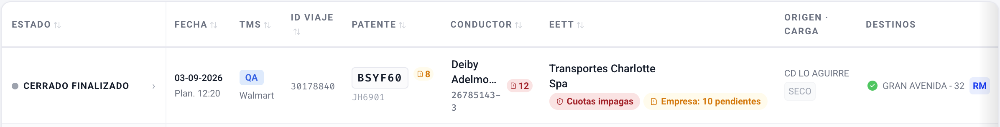 ESTADO
FECHA
TMS
ID VIAJE
PATENTE
CONDUCTOR
EETT
ORIGEN ·
CARGA
DESTINOS
CERRADO FINALIZADO
03-09-2026
Plan. 12:20
QA
Walmart
30178840
BSYF60
8
JH6901
Deiby
Adelmo...
26785143-
3
12
Transportes Charlotte
Spa
Cuotas impagas
Empresa: 10 pendientes
CD LO AGUIRRE
SECO
GRAN AVENIDA - 32
RM